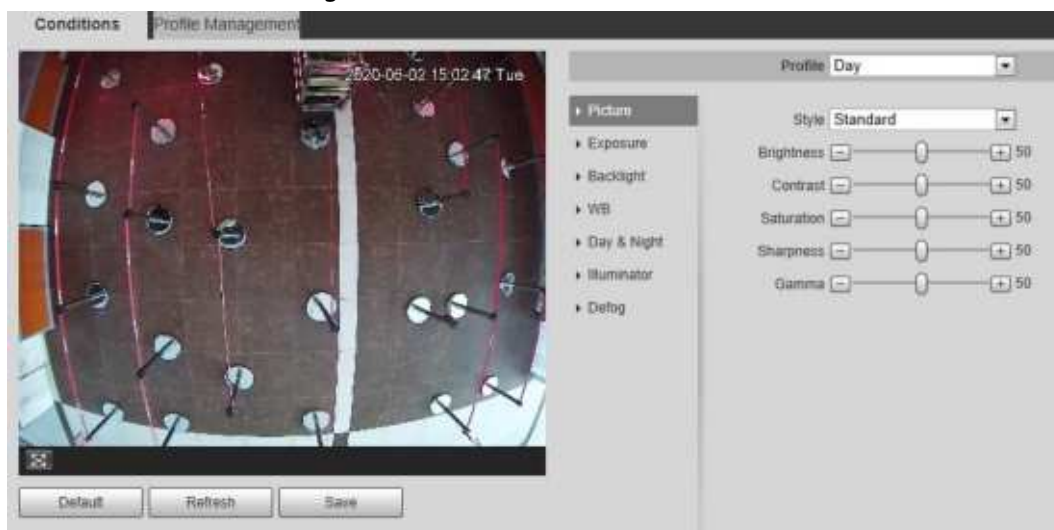 Conditions
Profile Management
2020-06-02 15:02:47 Tue
Profile Day
Picture
Exposure
Backlight
WB
Day & Night
Illuminator
Defog
Style Standard
Brightness 50
Contrast 50
Saturation 50
Sharpness 50
Gamma 50
Default
Refresh
Save